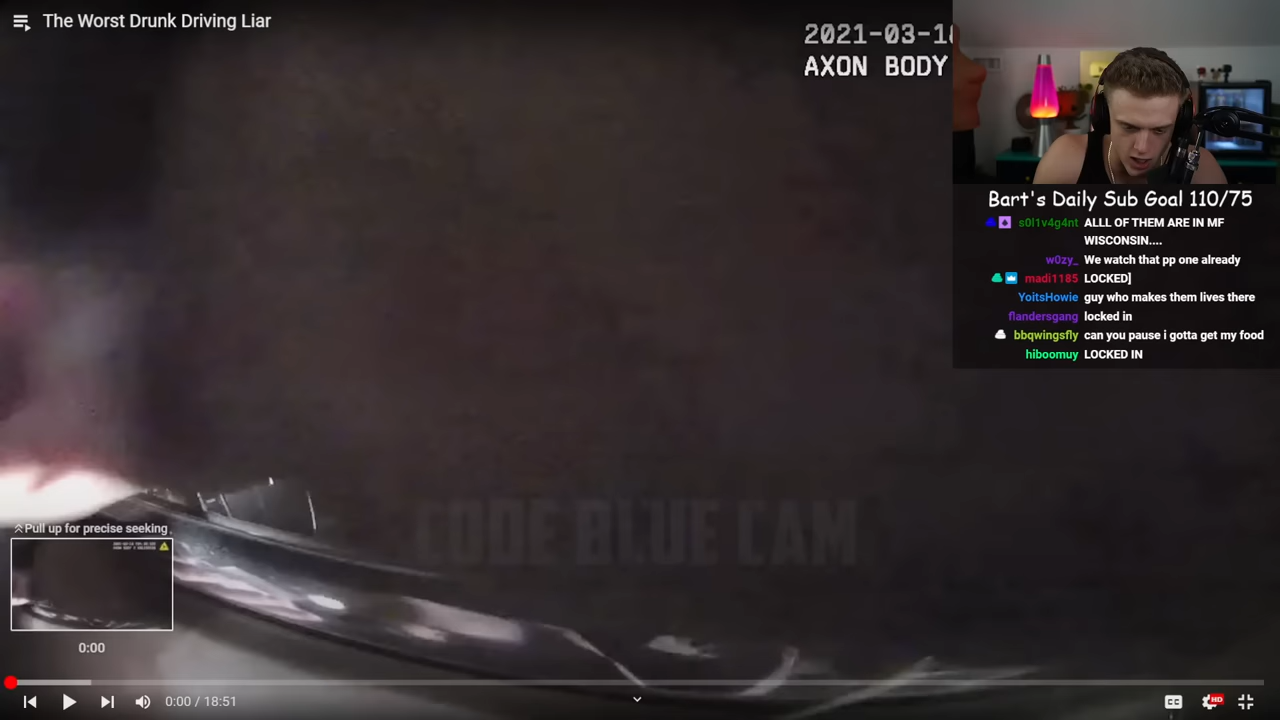 The Worst Drunk Driving Liar
2021-03-1
AXON BODY
Bart's Daily Sub Goal 110/75
s0l1v4g4nt ALLL OF THEM ARE IN MF
WISCONSIN....
w0zy_ We watch that pp one already
madi1185 LOCKED]
YoitsHowie guy who makes them lives there
flandersgang locked in
bbqwingsfly can you pause i gotta get my food
hiboomuy LOCKED IN
CODE BLUE CAM
Pull up for precise seeking
0:00
0:00 / 18:51
CC
HD